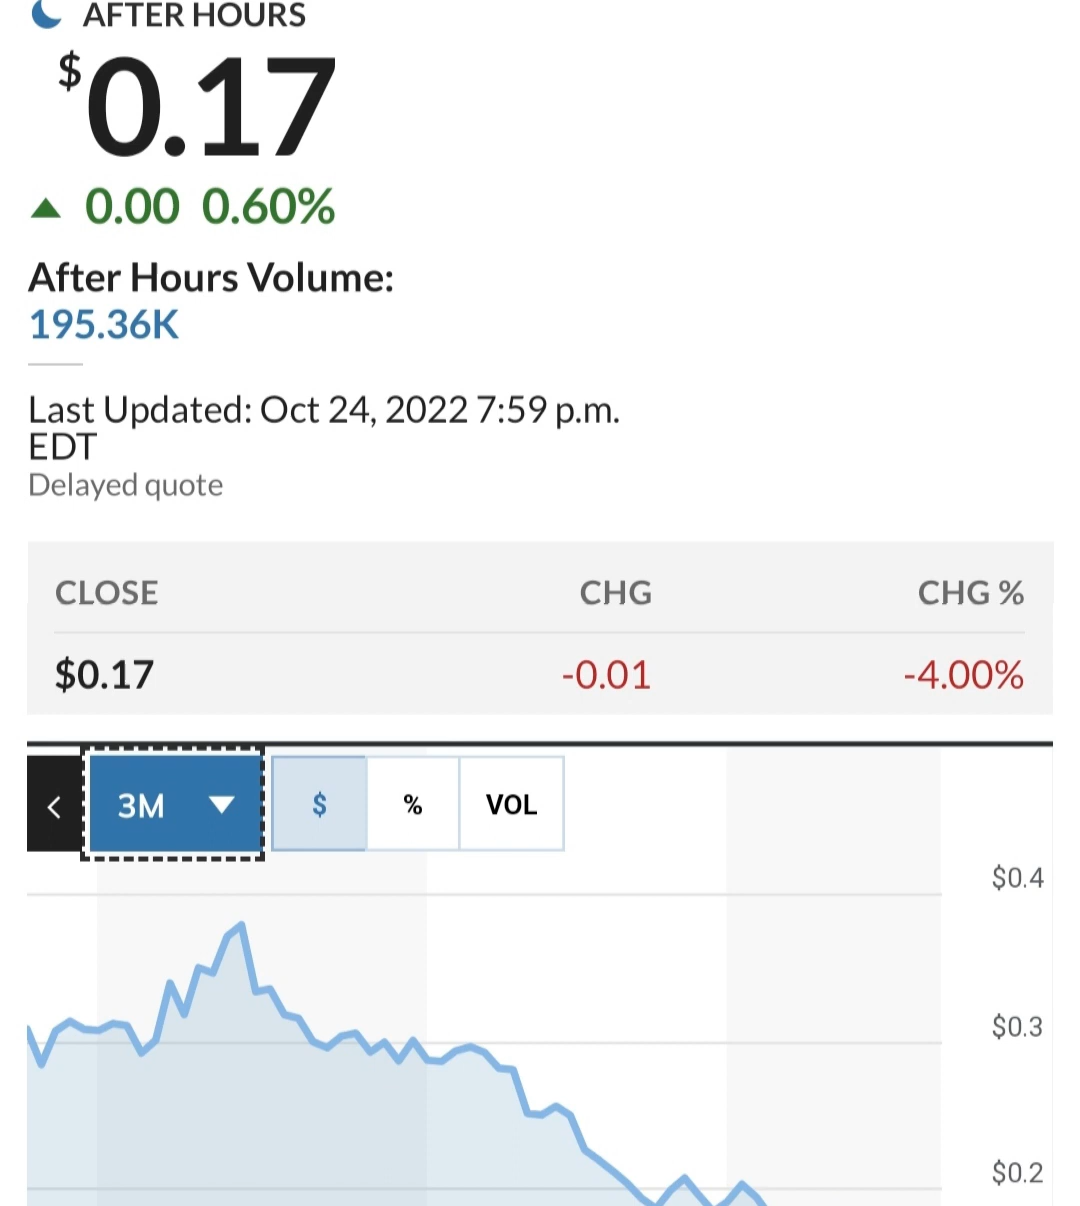 AFTER HOURS
$0.17
0.00 0.60%
After Hours Volume:
195.36K
Last Updated: Oct 24, 2022 7:59 p.m.
EDT
Delayed quote
CLOSE CHG CHG %
$0.17 -0.01 -4.00%
3M $ % VOL
$0.4
$0.3
$0.2